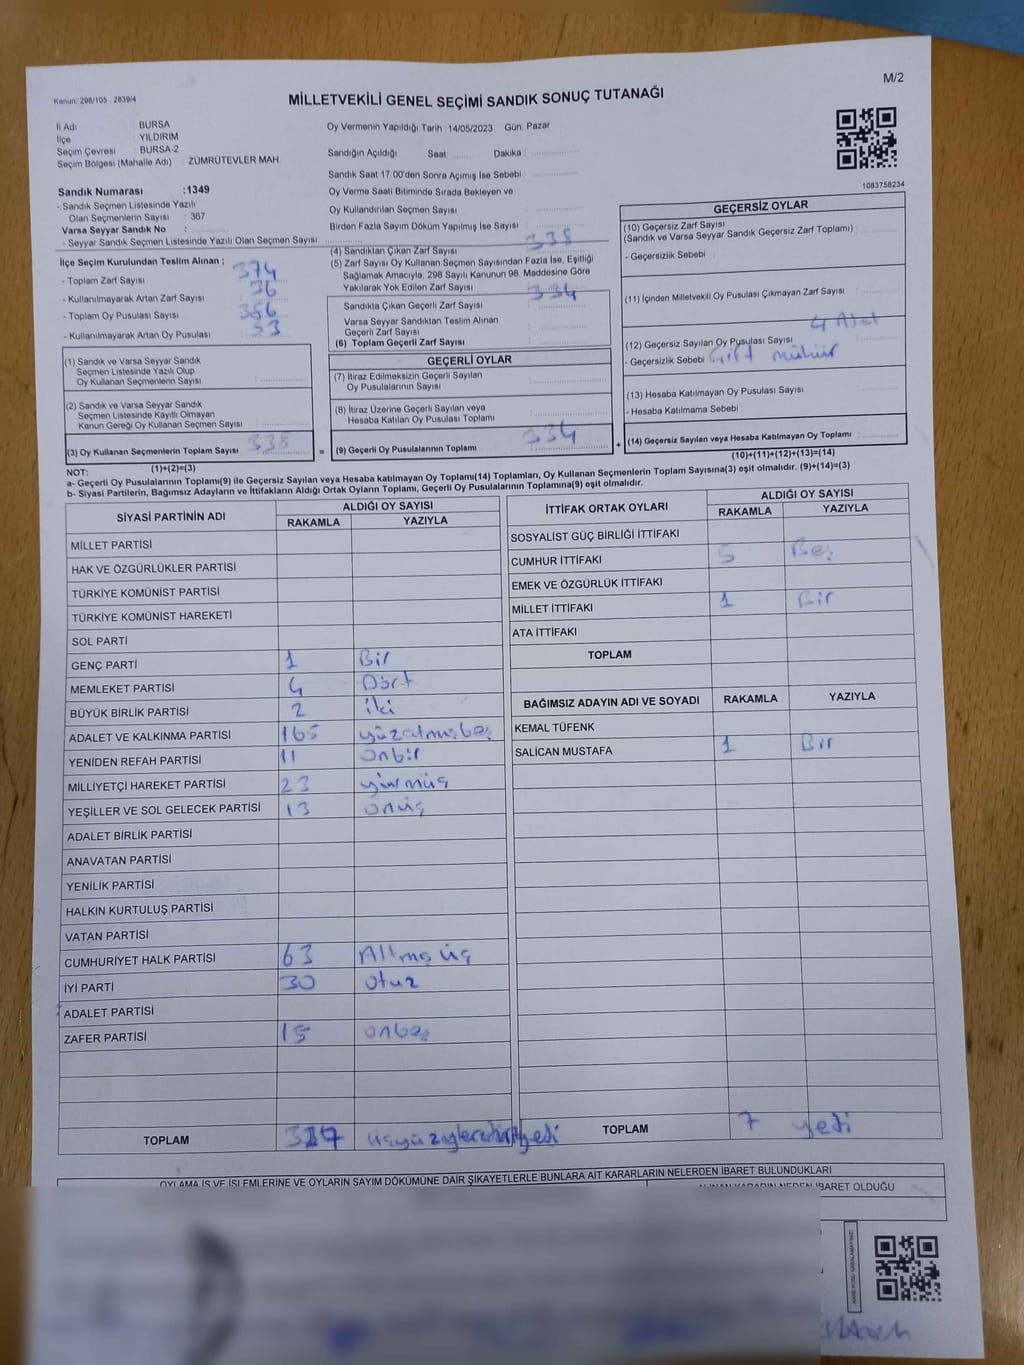 M/2
Kanun: 298/105 . 2839/4
MİLLETVEKİLİ GENEL SEÇİMİ SANDIK SONUÇ TUTANAĞI
İl Adı BURSA
İlçe : YILDIRIM
Seçim Çevresi : BURSA-2
Seçim Bölgesi (Mahalle Adı) : ZÜMRÜTEVLER MAH.
Sandık Numarası :1349
- Sandık Seçmen Listesinde Yazılı
Olan Seçmenlerin Sayısı : 367
Varsa Seyyar Sandık No :
- Seyyar Sandık Seçmen Listesinde Yazılı Olan Seçmen Sayısı:
İlçe Seçim Kurulundan Teslim Alınan :
- Toplam Zarf Sayısı 374
- Kullanılmayarak Artan Zarf Sayısı 36
- Toplam Oy Pusulası Sayısı
- Kullanılmayarak Artan Oy Pusulası 53
(1) Sandık ve Varsa Seyyar Sandık
Seçmen Listesinde Yazılı Olup
Oy Kullanan Seçmenlerin Sayısı :
(2) Sandık ve Varsa Seyyar Sandık
Seçmen Listesinde Kayıtlı Olmayan
Kanun Gereği Oy Kullanan Seçmen Sayısı :
(3) Oy Kullanan Seçmenlerin Toplam Sayısı : 338
(1)+(2)=(3)
Oy Vermenin Yapıldığı Tarih :14/05/2023 Gün: Pazar
Sandığın Açıldığı Saat: Dakika :
Sandık Saat 17:00'den Sonra Açımış İse Sebebi :
Oy Verme Saati Bitiminde Sırada Bekleyen ve
Oy Kullandırılan Seçmen Sayısı :
Birden Fazla Sayım Döküm Yapılmış İse Sayısı :
(4) Sandıktan Çıkan Zarf Sayısı 338
(5) Zarf Sayısı Oy Kullanan Seçmen Sayısından Fazla İse, Eşitliği
Sağlamak Amacıyla, 298 Sayılı Kanunun 98. Maddesine Göre
Yakılarak Yok Edilen Zarf Sayısı 334
Sandıkta Çıkan Geçerli Zarf Sayısı
Varsa Seyyar Sandıktan Teslim Alınan
Geçerli Zarf Sayısı
(6) Toplam Geçerli Zarf Sayısı
GEÇERLİ OYLAR
(7) İtiraz Edilmeksizin Geçerli Sayılan
Oy Pusulalarının Sayısı
(8) İtiraz Üzerine Geçerli Sayılan veya
Hesaba Katılan Oy Pusulası Toplamı
= (9) Geçerli Oy Pusulalarının Toplamı 334
1083758234
GEÇERSİZ OYLAR
(10) Geçersiz Zarf Sayısı
(Sandık ve Varsa Seyyar Sandık Geçersiz Zarf Toplamı)
- Geçersizlik Sebebi :
(11) İçinden Milletvekili Oy Pusulası Çıkmayan Zarf Sayısı
4 Adet
(12) Geçersiz Sayılan Oy Pusulası Sayısı
- Geçersizlik Sebebi Çift mühür
(13) Hesaba Katılmayan Oy Pusulası Sayısı
- Hesaba Katılmama Sebebi
+ (14) Geçersiz Sayılan veya Hesaba Katılmayan Oy Toplamı :
(10)+(11)+(12)+(13)=(14)
NOT:
a- Geçerli Oy Pusulalarının Toplamı(9) ile Geçersiz Sayılan veya Hesaba katılmayan Oy Toplamı(14) Toplamları, Oy Kullanan Seçmenlerin Toplam Sayısına(3) eşit olmalıdır. (9)+(14)=(3)
b- Siyasi Partilerin, Bağımsız Adayların ve İttifakların Aldığı Ortak Oyların Toplamı, Geçerli Oy Pusulalarının Toplamına(9) eşit olmalıdır.
SİYASİ PARTİNİN ADI ALDIĞI OY SAYISI
RAKAMLA YAZIYLA
MİLLET PARTİSİ
HAK VE ÖZGÜRLÜKLER PARTİSİ
TÜRKİYE KOMÜNİST PARTİSİ
TÜRKİYE KOMÜNİST HAREKETİ
SOL PARTİ
GENÇ PARTİ 1 Bir
MEMLEKET PARTİSİ 4 Dört
BÜYÜK BİRLİK PARTİSİ 2 iki
ADALET VE KALKINMA PARTİSİ 165 yüzatmışbeş
YENİDEN REFAH PARTİSİ 11 onbir
MİLLİYETÇİ HAREKET PARTİSİ 23 yirmüç
YEŞİLLER VE SOL GELECEK PARTİSİ 13 onüç
ADALET BİRLİK PARTİSİ
ANAVATAN PARTİSİ
YENİLİK PARTİSİ
HALKIN KURTULUŞ PARTİSİ
VATAN PARTİSİ
CUMHURİYET HALK PARTİSİ 63 Altmış üç
İYİ PARTİ 30 otuz
ADALET PARTİSİ
ZAFER PARTİSİ 15 onbeş
TOPLAM
İTTİFAK ORTAK OYLARI ALDIĞI OY SAYISI
RAKAMLA YAZIYLA
SOSYALİST GÜÇ BİRLİĞİ İTTİFAKI
CUMHUR İTTİFAKI 5 Beş
EMEK VE ÖZGÜRLÜK İTTİFAKI
MİLLET İTTİFAKI 1 Bir
ATA İTTİFAKI
TOPLAM
BAĞIMSIZ ADAYIN ADI VE SOYADI RAKAMLA YAZIYLA
KEMAL TÜFENK
SALİCAN MUSTAFA 1 Bir
TOPLAM 7 yedi
OYLAMA İŞ VE İŞLEMLERİNE VE OYLARIN SAYIM DÖKÜMÜNE DAİR ŞİKAYETLERLE BUNLARA AİT KARARLARIN NELERDEN İBARET BULUNDUKLARI
ALINAN KARARIN NEDEN İBARET OLDUĞU